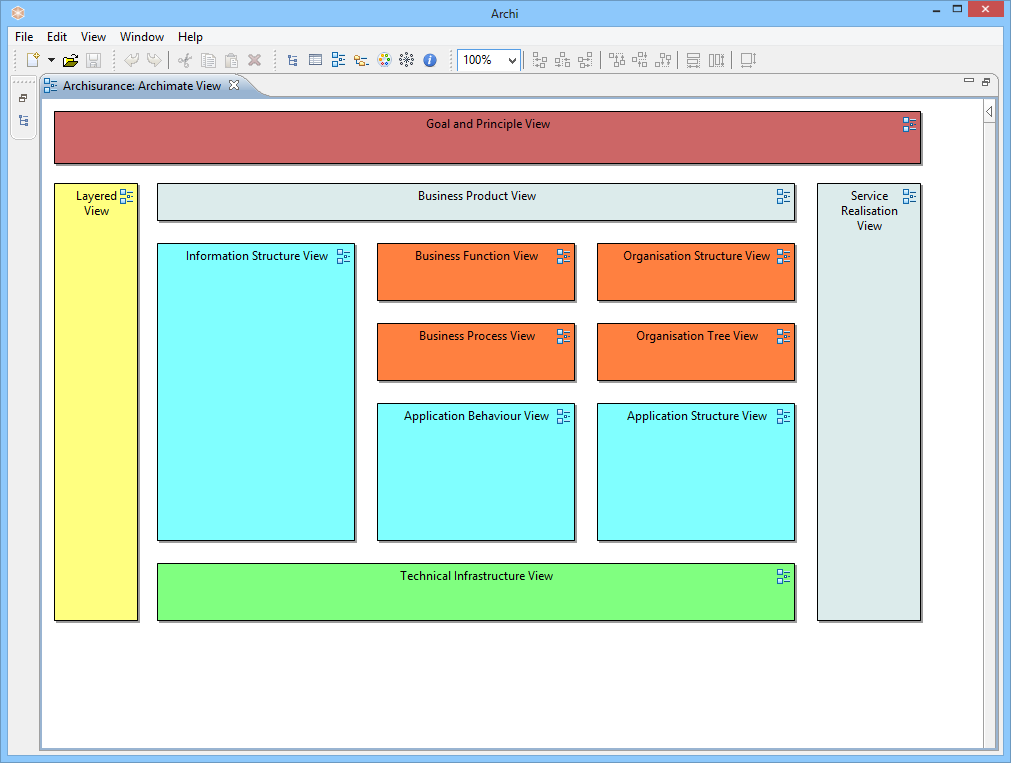 Archi
File Edit View Window Help
100%
Archisurance: Archimate View
Goal and Principle View
Layered
View
Business Product View
Service
Realisation
View
Information Structure View
Business Function View
Organisation Structure View
Business Process View
Organisation Tree View
Application Behaviour View
Application Structure View
Technical Infrastructure View